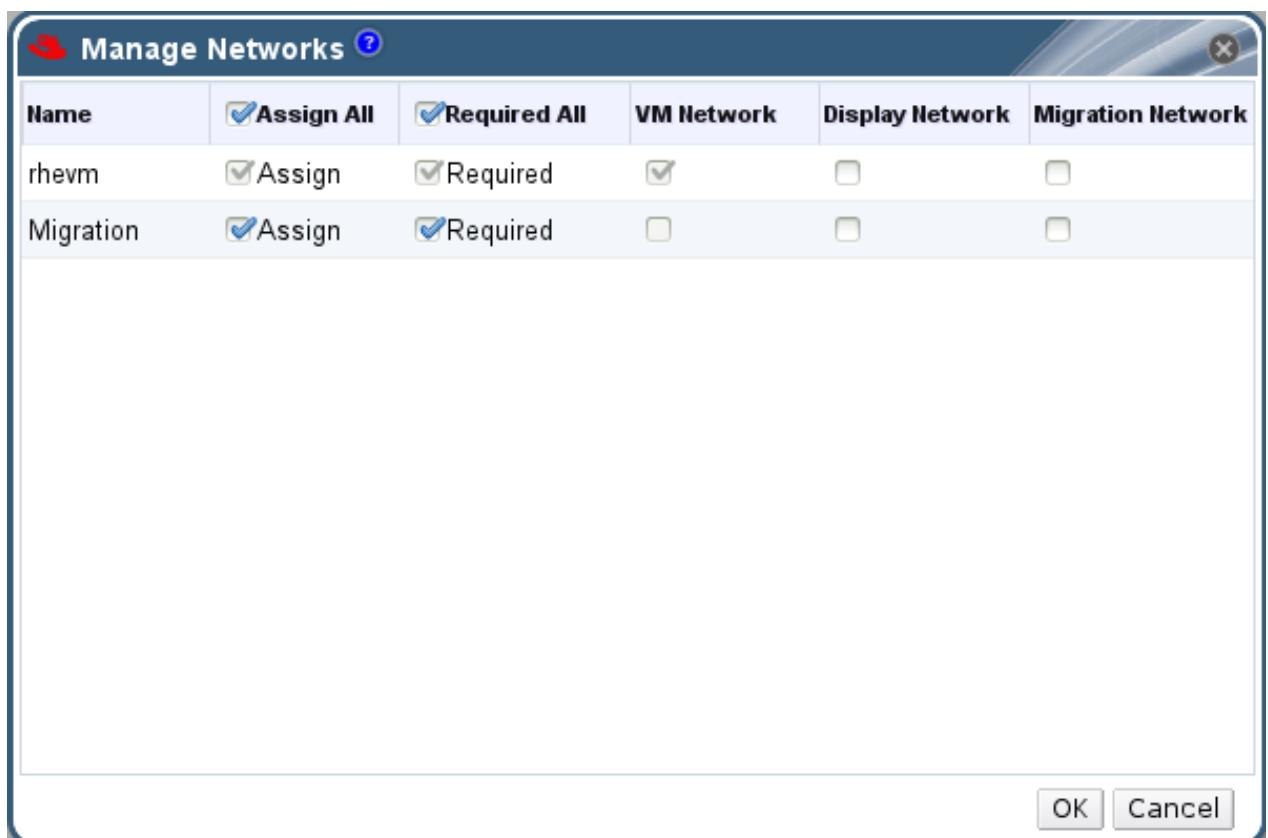 Manage Networks ?
Name Assign All Required All VM Network Display Network Migration Network
rhevm Assign Required
Migration Assign Required
OK Cancel